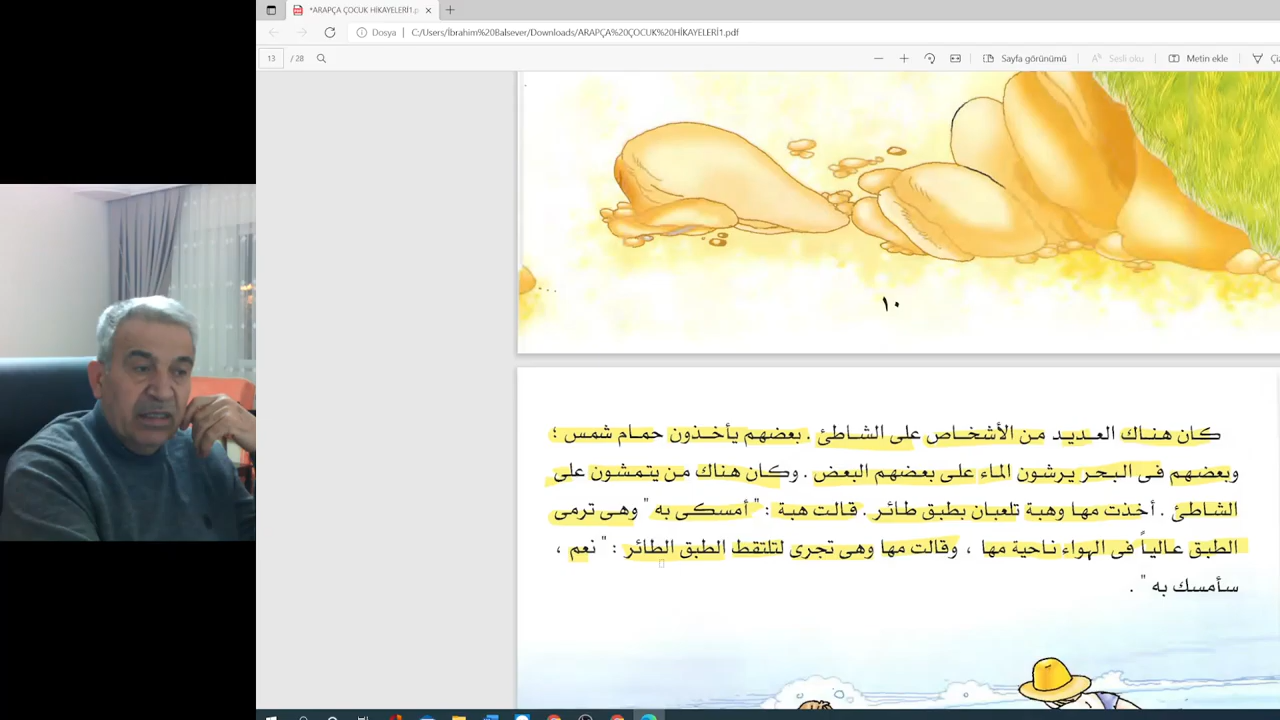 *ARAPÇA ÇOCUK HİKAYELERİ1.p
Dosya C:/Users/İbrahim%20Balsever/Downloads/ARAPÇA%20ÇOCUK%20HİKAYELERİ1.pdf
13 / 28 Sayfa görünümü Sesli oku Metin ekle Çiz
١٠
كان هناك العديد من الأشخاص على الشاطئ . بعضهم يأخذون حمام شمس ؛
وبعضهم فى البحر يرشون الماء على بعضهم البعض . وكان هناك من يتمشون على
الشاطئ . أخذت مها وهبة تلعبان بطبق طائر . قالت هبة : " أمسكى به " وهى ترمى
الطبق عالياً فى الهواء ناحية مها ، وقالت مها وهى تجرى لتلتقط الطبق الطائر : " نعم ،
سأمسك به " .